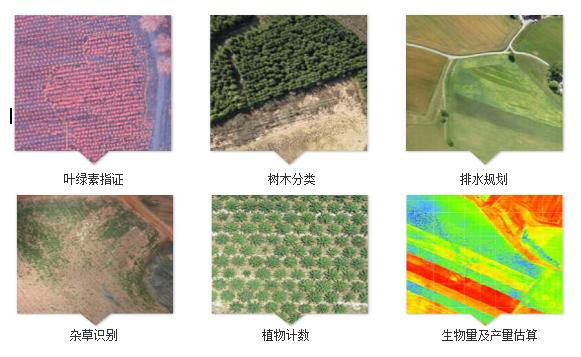 叶绿素指证
树木分类
排水规划
杂草识别
植物计数
生物量及产量估算